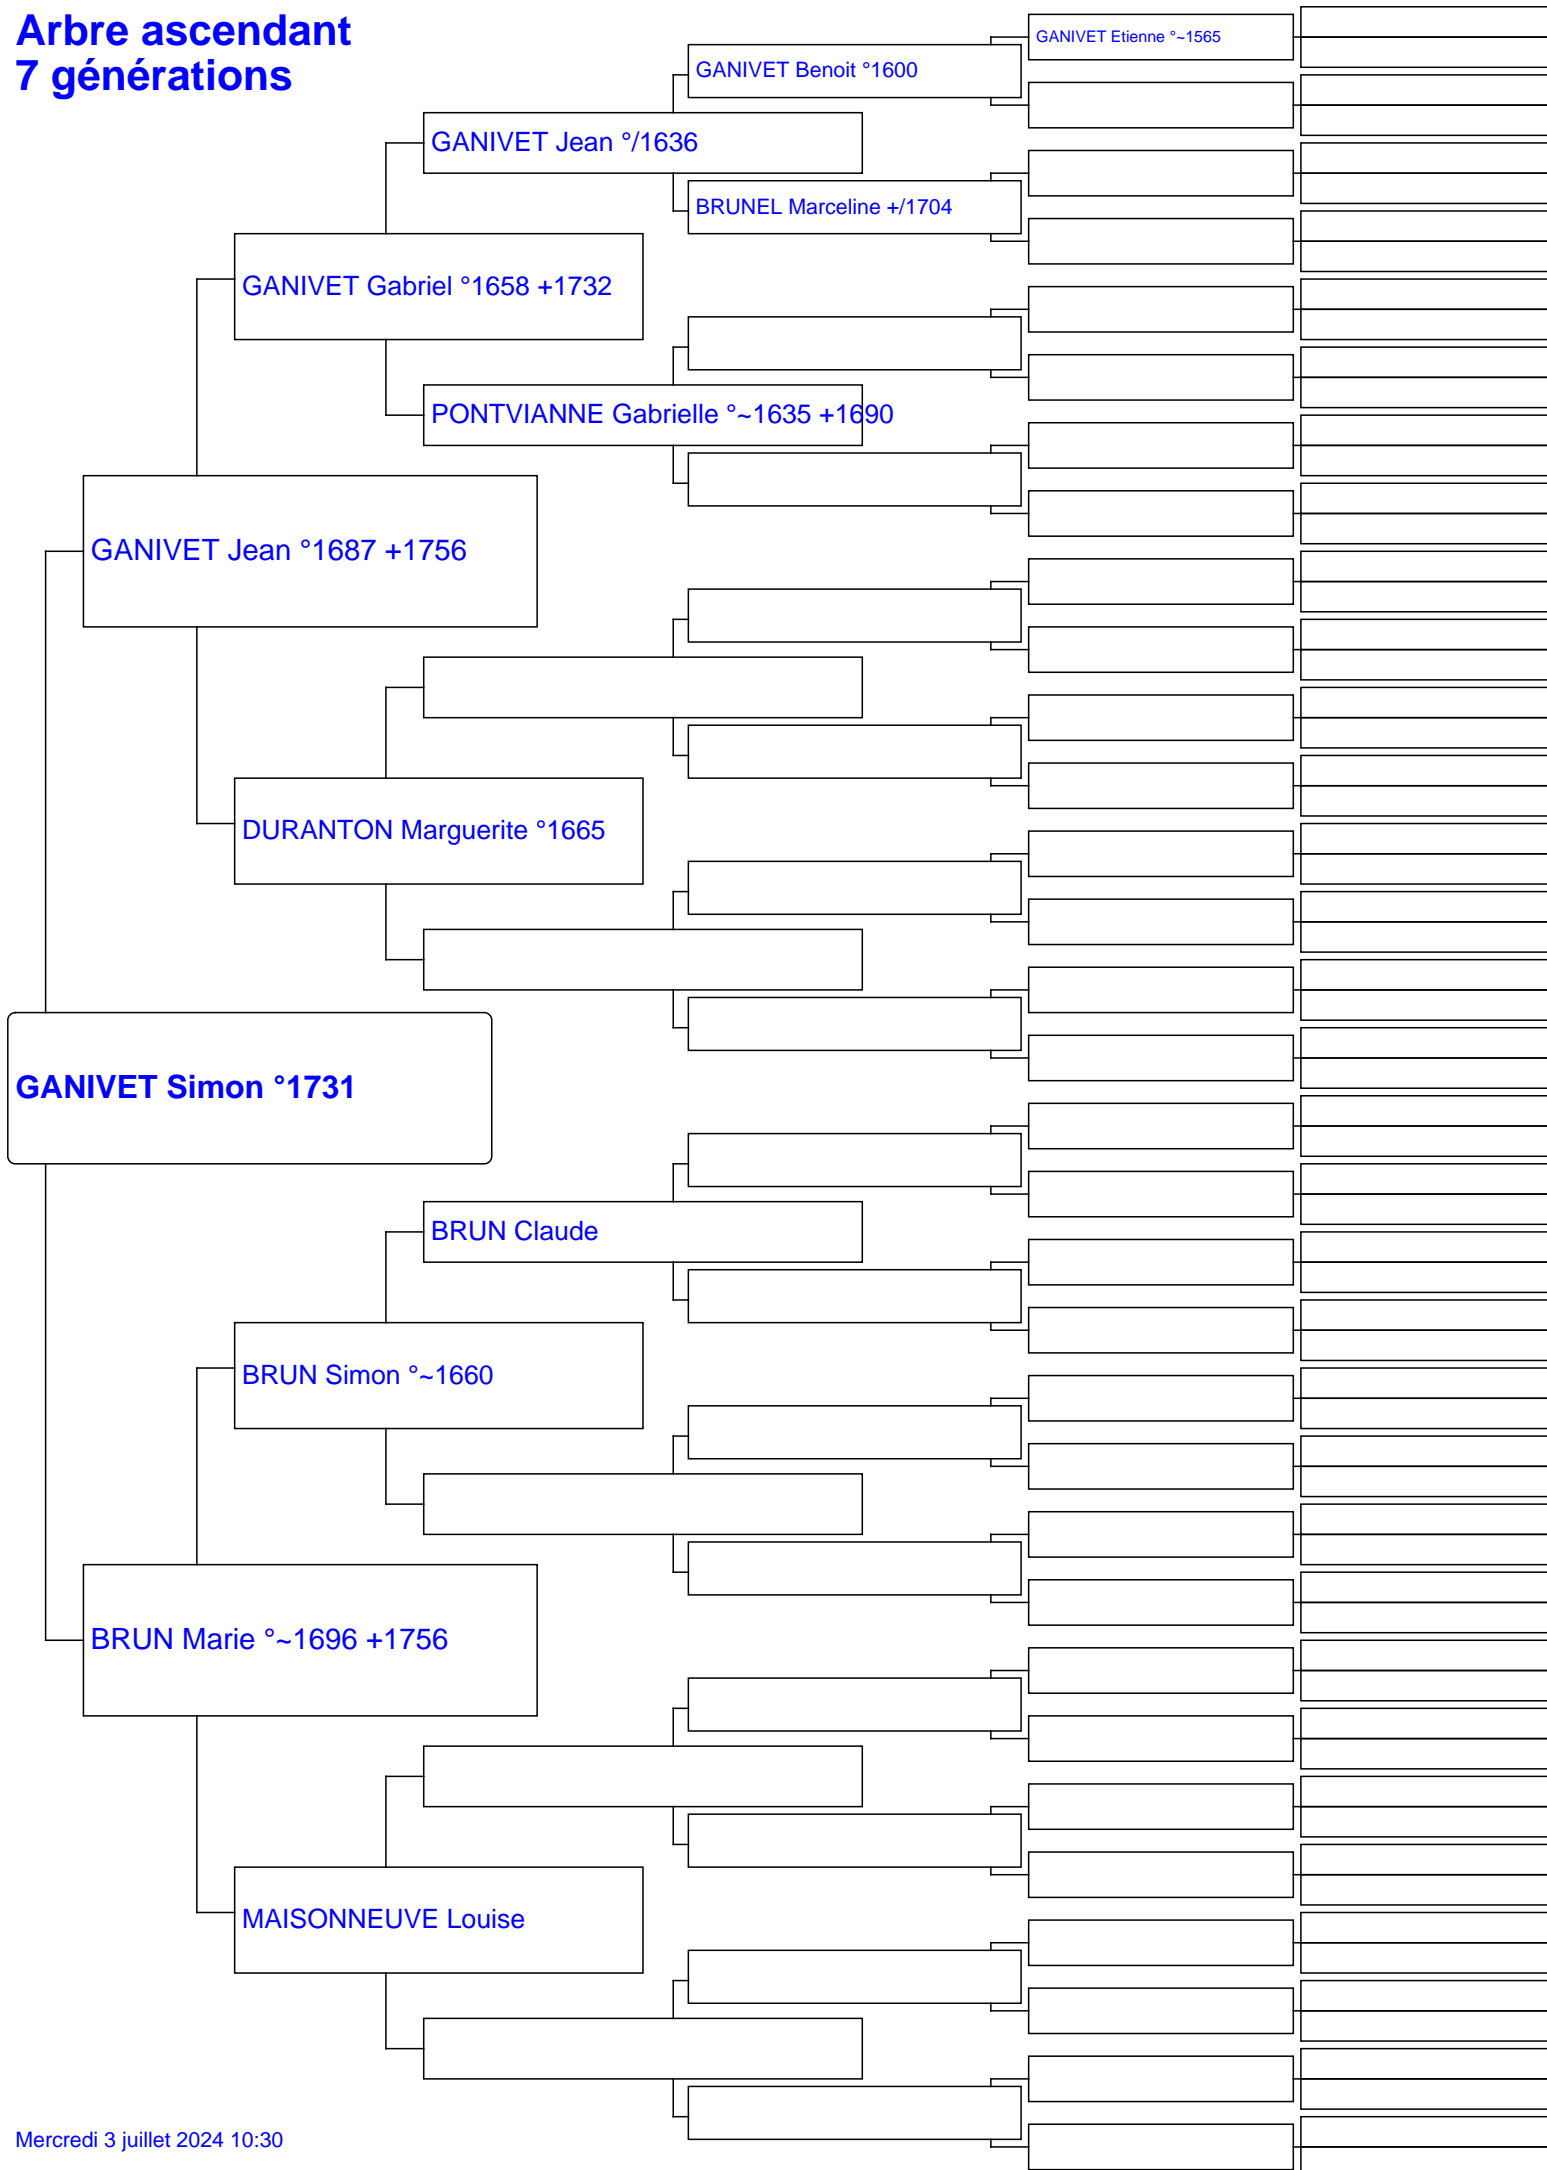 Arbre ascendant
7 générations
GANIVET Etienne °~1565
GANIVET Benoit °1600
GANIVET Jean °/1636
BRUNEL Marceline +/1704
GANIVET Gabriel °1658 +1732
PONTVIANNE Gabrielle °~1635 +1690
GANIVET Jean °1687 +1756
DURANTON Marguerite °1665
GANIVET Simon °1731
BRUN Claude
BRUN Simon °~1660
BRUN Marie °~1696 +1756
MAISONNEUVE Louise
Mercredi 3 juillet 2024 10:30